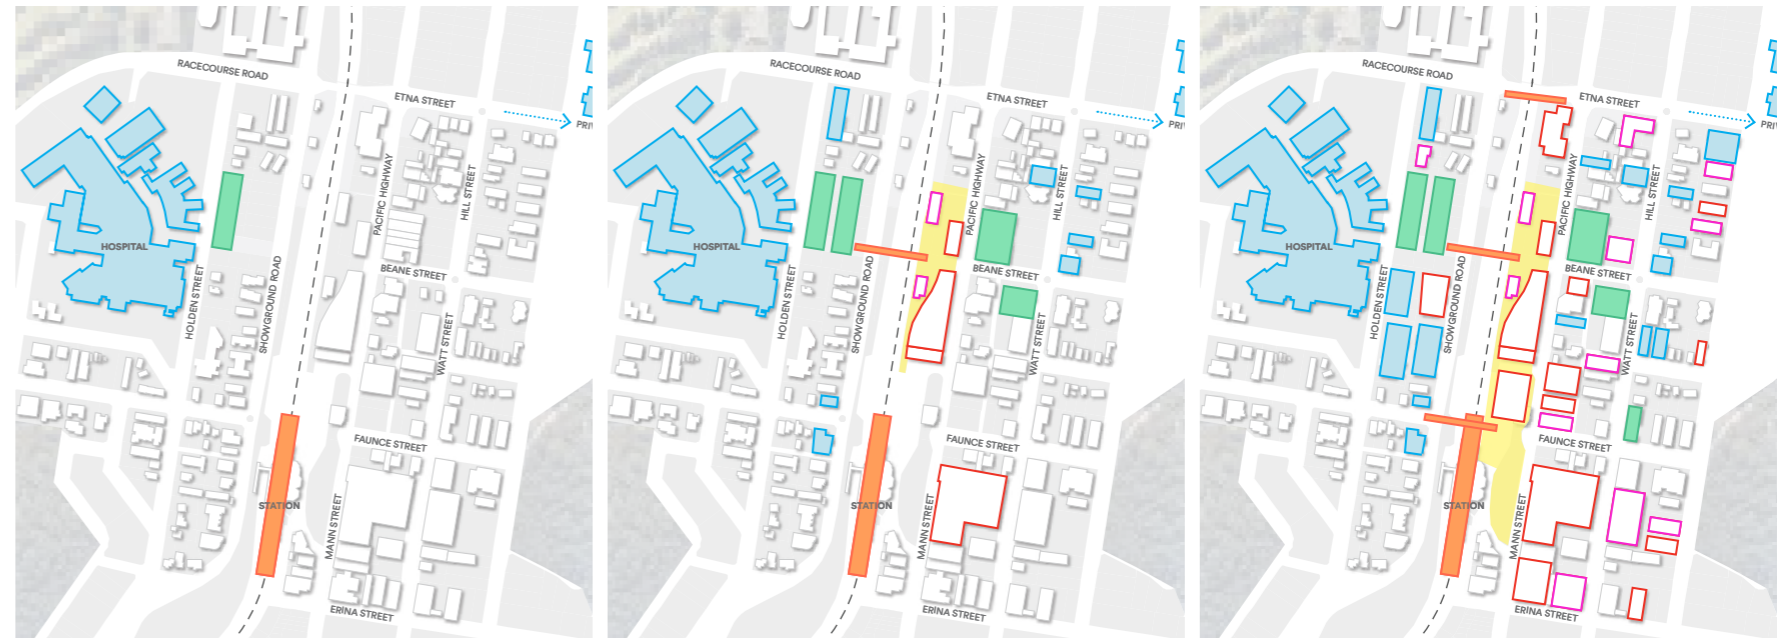 RACECOURSE ROAD
ETNA STREET
PRI
PACIFIC HIGHWAY
HILL STREET
HOSPITAL
BEANE STREET
HOLDEN STREET
SHOWGROUND ROAD
WATT STREET
FAUNCE STREET
STATION
MANN STREET
ERINA STREET
RACECOURSE ROAD
ETNA STREET
PRI
PACIFIC HIGHWAY
HILL STREET
HOSPITAL
BEANE STREET
HOLDEN STREET
SHOWGROUND ROAD
WATT STREET
FAUNCE STREET
STATION
MANN STREET
ERINA STREET
RACECOURSE ROAD
ETNA STREET
PRI
PACIFIC HIGHWAY
HILL STREET
HOSPITAL
BEANE STREET
HOLDEN STREET
SHOWGROUND ROAD
WATT STREET
FAUNCE STREET
STATION
MANN STREET
ERINA STREET